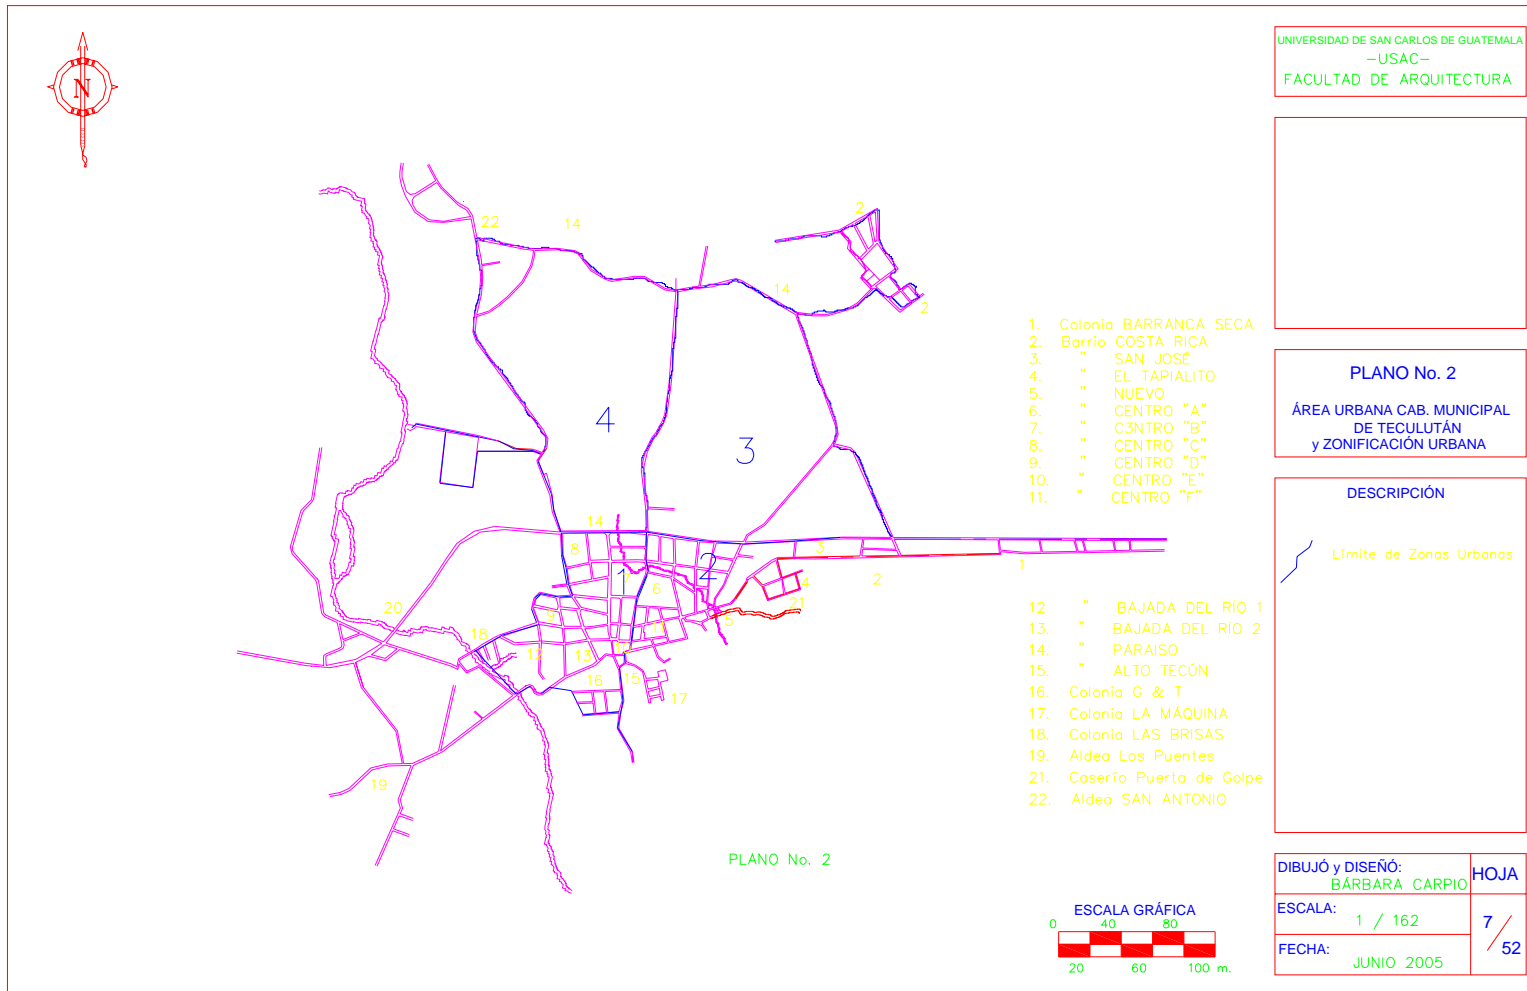 N
UNIVERSIDAD DE SAN CARLOS DE GUATEMALA
-USAC-
FACULTAD DE ARQUITECTURA
PLANO No. 2
ÁREA URBANA CAB. MUNICIPAL
DE TECULUTÁN
y ZONIFICACIÓN URBANA
DESCRIPCIÓN
Límite de Zonas Urbanas
22
14
2
14
2
4
3
14
8
7
1
6
2
3
4
2
1
21
5
20
18
9
12
13
10
11
15
16
17
19
1. Colonia BARRANCA SECA
2. Barrio COSTA RICA
3. " SAN JOSÉ
4. " EL TAPIALITO
5. " NUEVO
6. " CENTRO "A"
7. " C3NTRO "B"
8. " CENTRO "C"
9. " CENTRO "D"
10. " CENTRO "E"
11. " CENTRO "F"
12 " BAJADA DEL RÍO 1
13. " BAJADA DEL RÍO 2
14. " PARAISO
15. " ALTO TECÚN
16. Colonia G & T
17. Colonia LA MÁQUINA
18. Colonia LAS BRISAS
19. Aldea Los Puentes
21. Caserío Puerta de Golpe
22. Aldea SAN ANTONIO
PLANO No. 2
ESCALA GRÁFICA
0 40 80
20 60 100 m.
DIBUJÓ y DISEÑÓ:
BÁRBARA CARPIO
HOJA
ESCALA:
1 / 162
7 / 52
FECHA:
JUNIO 2005